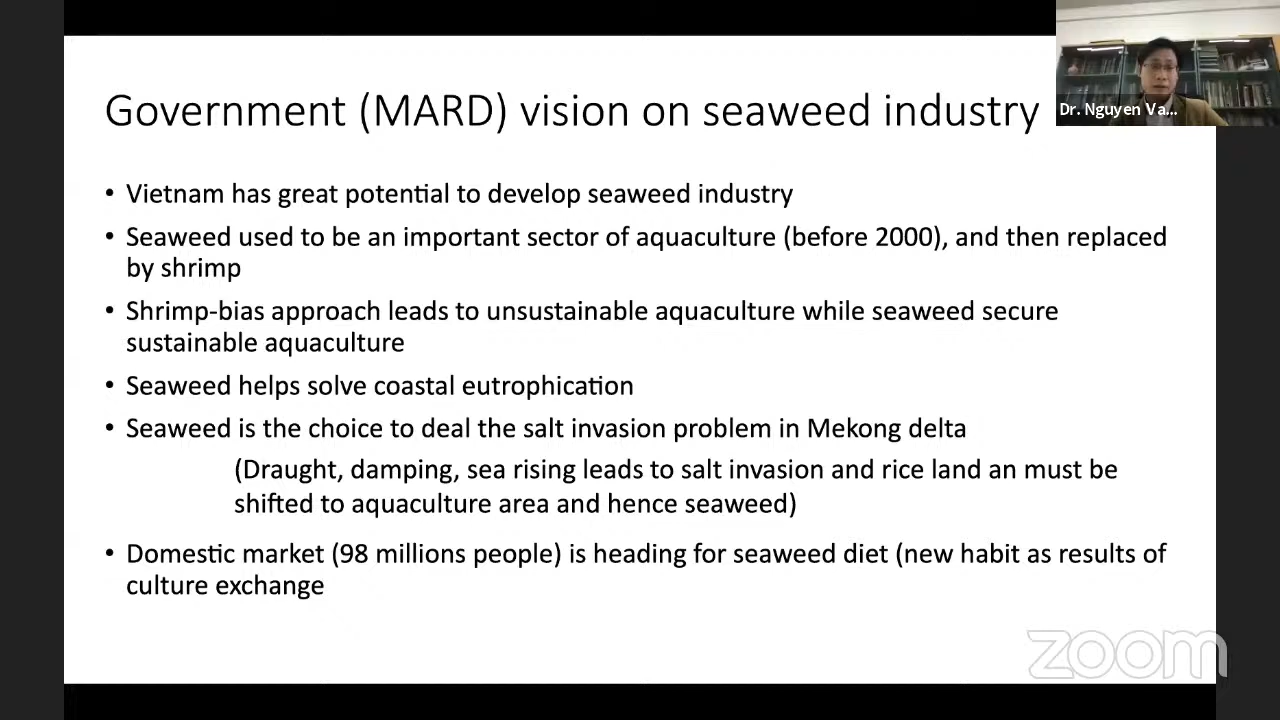 Government (MARD) vision on seaweed industry
Dr. Nguyen Va...
• Vietnam has great potential to develop seaweed industry
• Seaweed used to be an important sector of aquaculture (before 2000), and then replaced
by shrimp
• Shrimp-bias approach leads to unsustainable aquaculture while seaweed secure
sustainable aquaculture
• Seaweed helps solve coastal eutrophication
• Seaweed is the choice to deal the salt invasion problem in Mekong delta
(Draught, damping, sea rising leads to salt invasion and rice land an must be
shifted to aquaculture area and hence seaweed)
• Domestic market (98 millions people) is heading for seaweed diet (new habit as results of
culture exchange
zoom